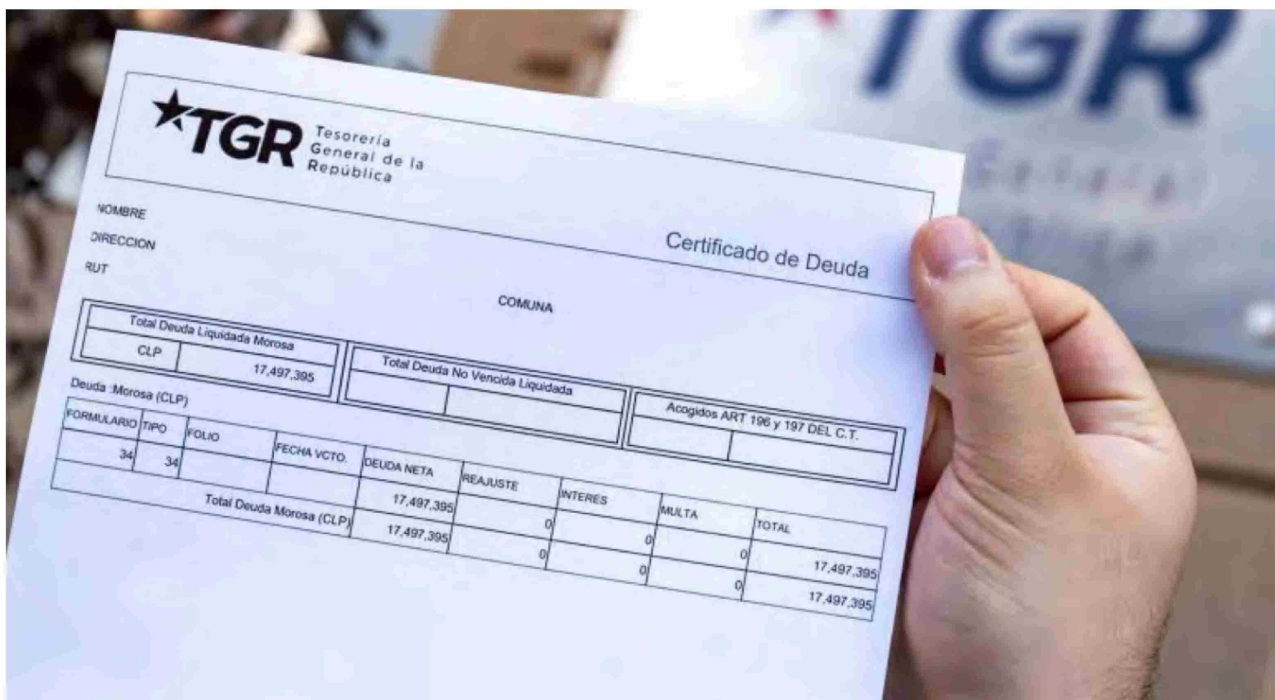 TGR
General
TGR Tesorería
General de la
República
Certificado de Deuda
NOMBRE
DIRECCION
RUT
COMUNA
Total Deuda Liquidada Morosa
CLP 17,497,395
Total Deuda No Vencida Liquidada
Acogidos ART 196 y 197 DEL C.T.
Deuda :Morosa (CLP)
FORMULARIO TIPO FOLIO FECHA VCTO. DEUDA NETA REAJUSTE INTERES MULTA TOTAL
34 34 17,497,395 0 0 0 17,497,395
Total Deuda Morosa (CLP) 17,497,395 0 0 0 17,497,395